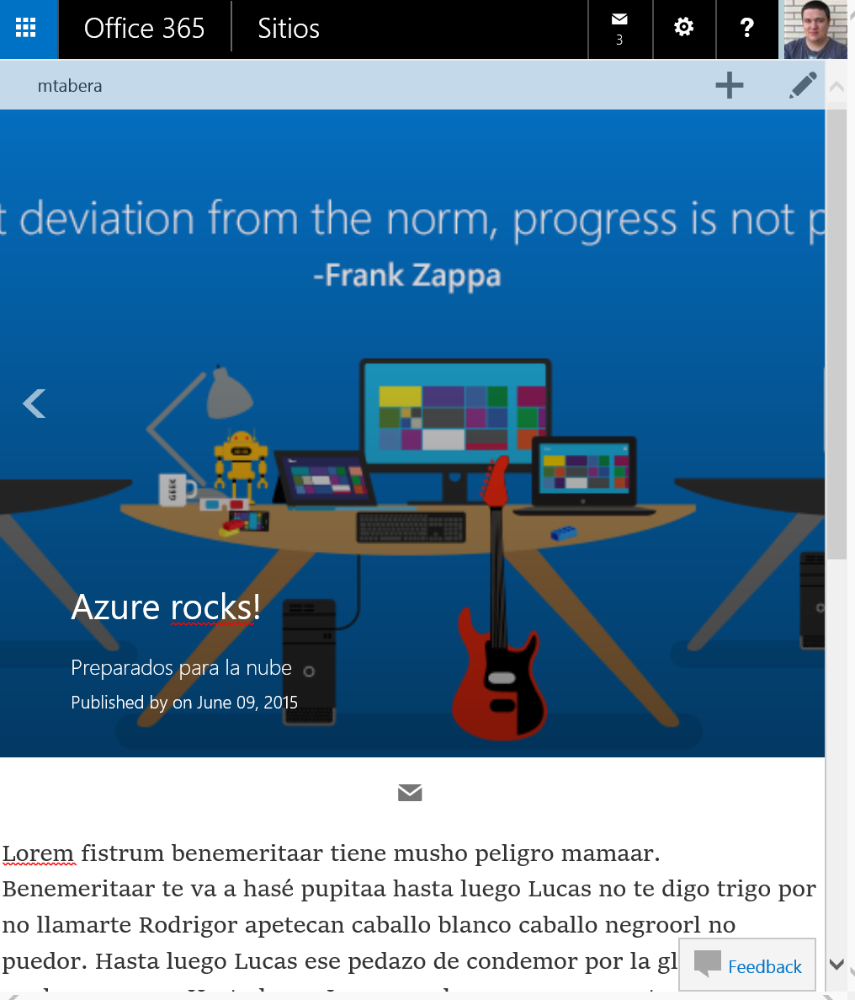 Office 365
Sitios
3
?
mtabera
t deviation from the norm, progress is not p
-Frank Zappa
GEEK
Azure rocks!
Preparados para la nube
Published by on June 09, 2015
Lorem fistrum benemeritaar tiene musho peligro mamaar.
Benemeritaar te va a hasé pupitaa hasta luego Lucas no te digo trigo por
no llamarte Rodrigor apetecan caballo blanco caballo negroorl no
puedor. Hasta luego Lucas ese pedazo de condemor por la gl
Feedback